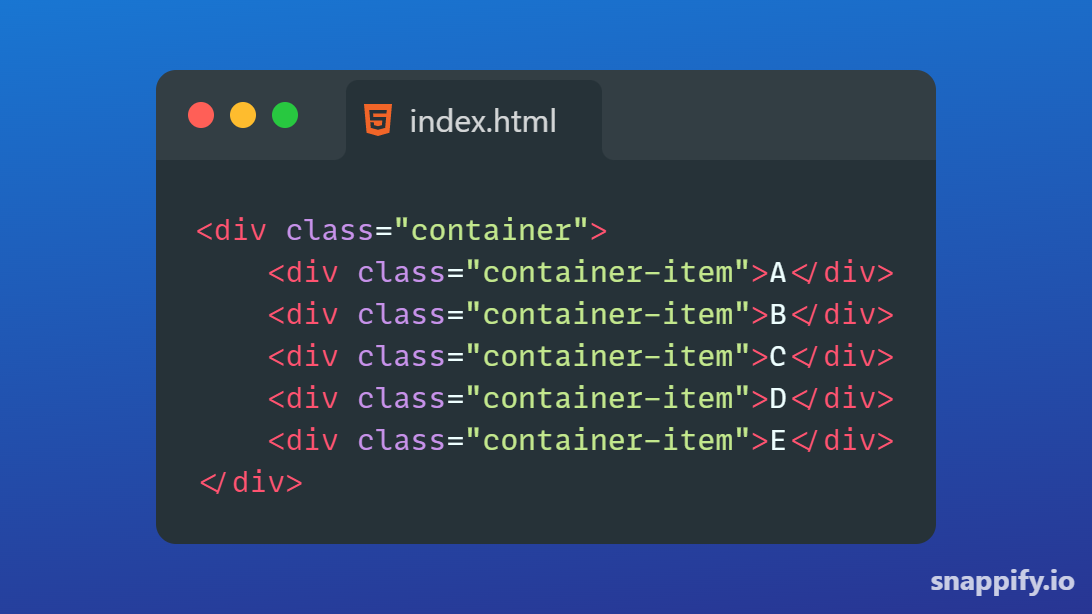 index.html
<div class="container">
    <div class="container-item">A</div>
    <div class="container-item">B</div>
    <div class="container-item">C</div>
    <div class="container-item">D</div>
    <div class="container-item">E</div>
</div>
snappify.io